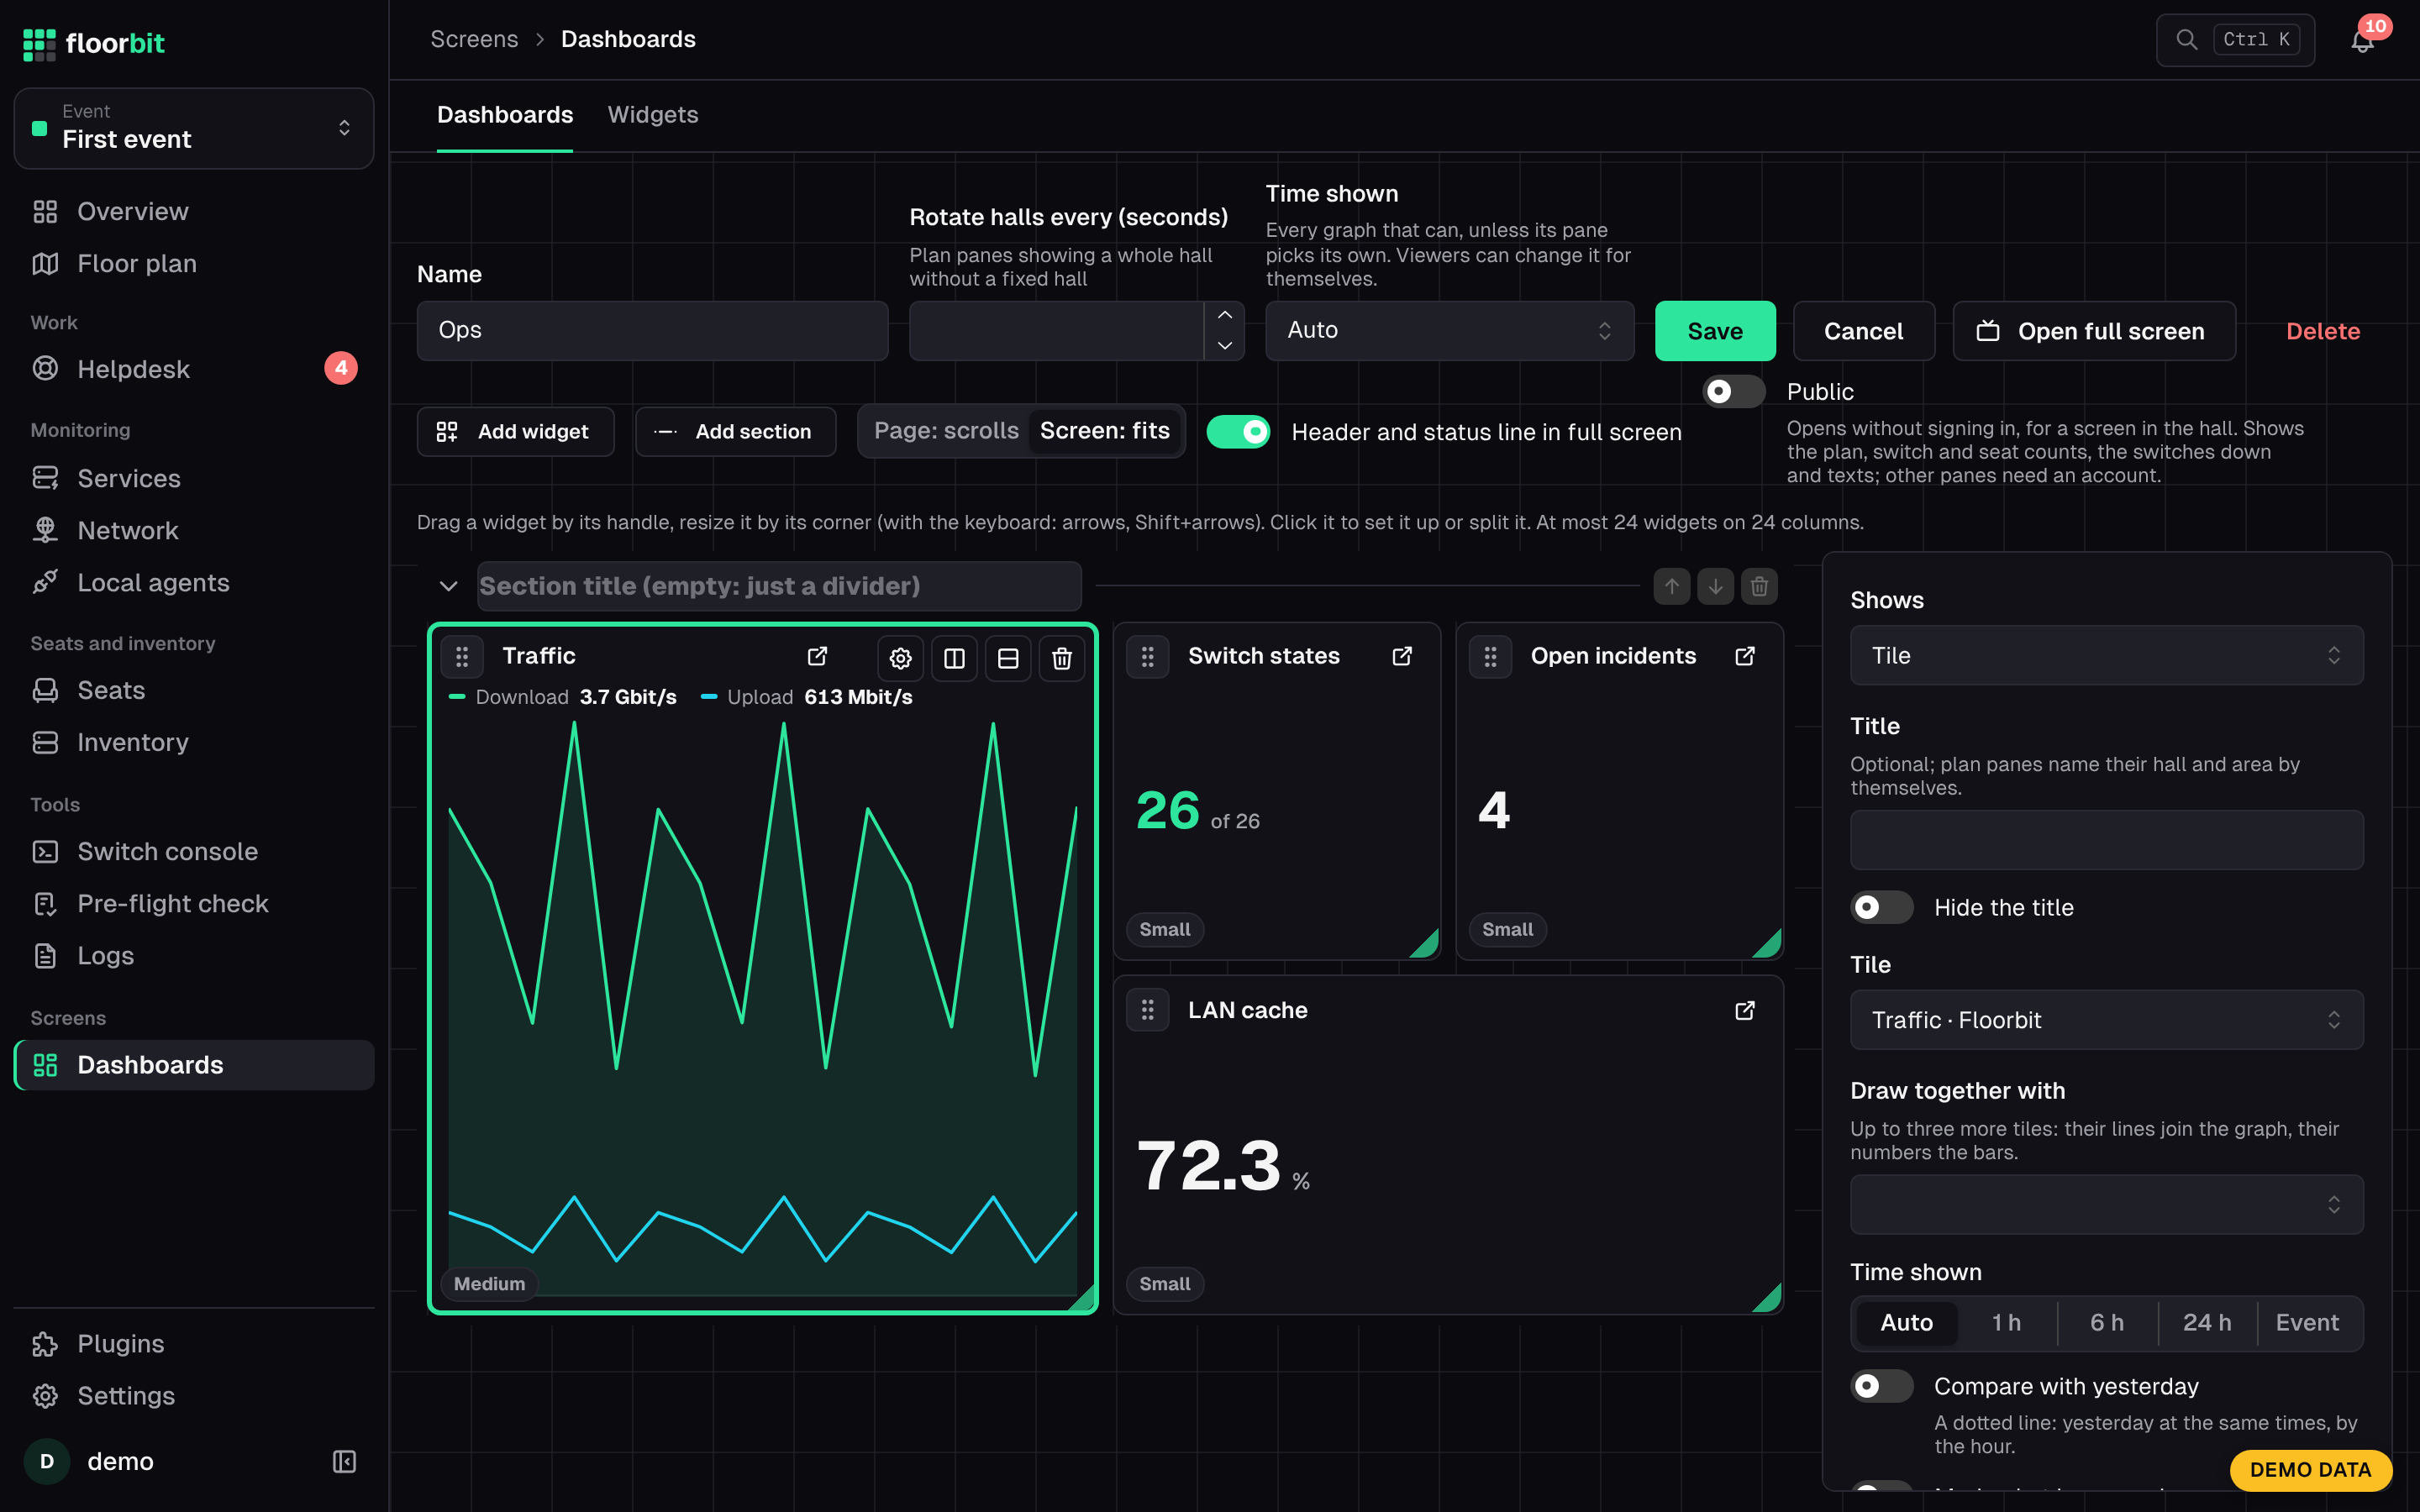 floorbit
Event
First event
Overview
Floor plan
Work
Helpdesk
4
Monitoring
Services
Network
Local agents
Seats and inventory
Seats
Inventory
Tools
Switch console
Pre-flight check
Logs
Screens
Dashboards
Plugins
Settings
D
demo
Screens
Dashboards
Ctrl K
10
Dashboards
Widgets
Name
Ops
Rotate halls every (seconds)
Plan panes showing a whole hall
without a fixed hall
Time shown
Every graph that can, unless its pane
picks its own. Viewers can change it for
themselves.
Auto
Save
Cancel
Open full screen
Delete
Add widget
Add section
Page: scrolls
Screen: fits
Header and status line in full screen
Public
Opens without signing in, for a screen in the hall. Shows
the plan, switch and seat counts, the switches down
and texts; other panes need an account.
Drag a widget by its handle, resize it by its corner (with the keyboard: arrows, Shift+arrows). Click it to set it up or split it. At most 24 widgets on 24 columns.
Section title (empty: just a divider)
Traffic
Download 3.7 Gbit/s
Upload 613 Mbit/s
Medium
Switch states
26 of 26
Small
Open incidents
4
Small
LAN cache
72.3 %
Small
Shows
Tile
Title
Optional; plan panes name their hall and area by
themselves.
Hide the title
Tile
Traffic · Floorbit
Draw together with
Up to three more tiles: their lines join the graph, their
numbers the bars.
Time shown
Auto
1 h
6 h
24 h
Event
Compare with yesterday
A dotted line: yesterday at the same times, by
the hour.
DEMO DATA